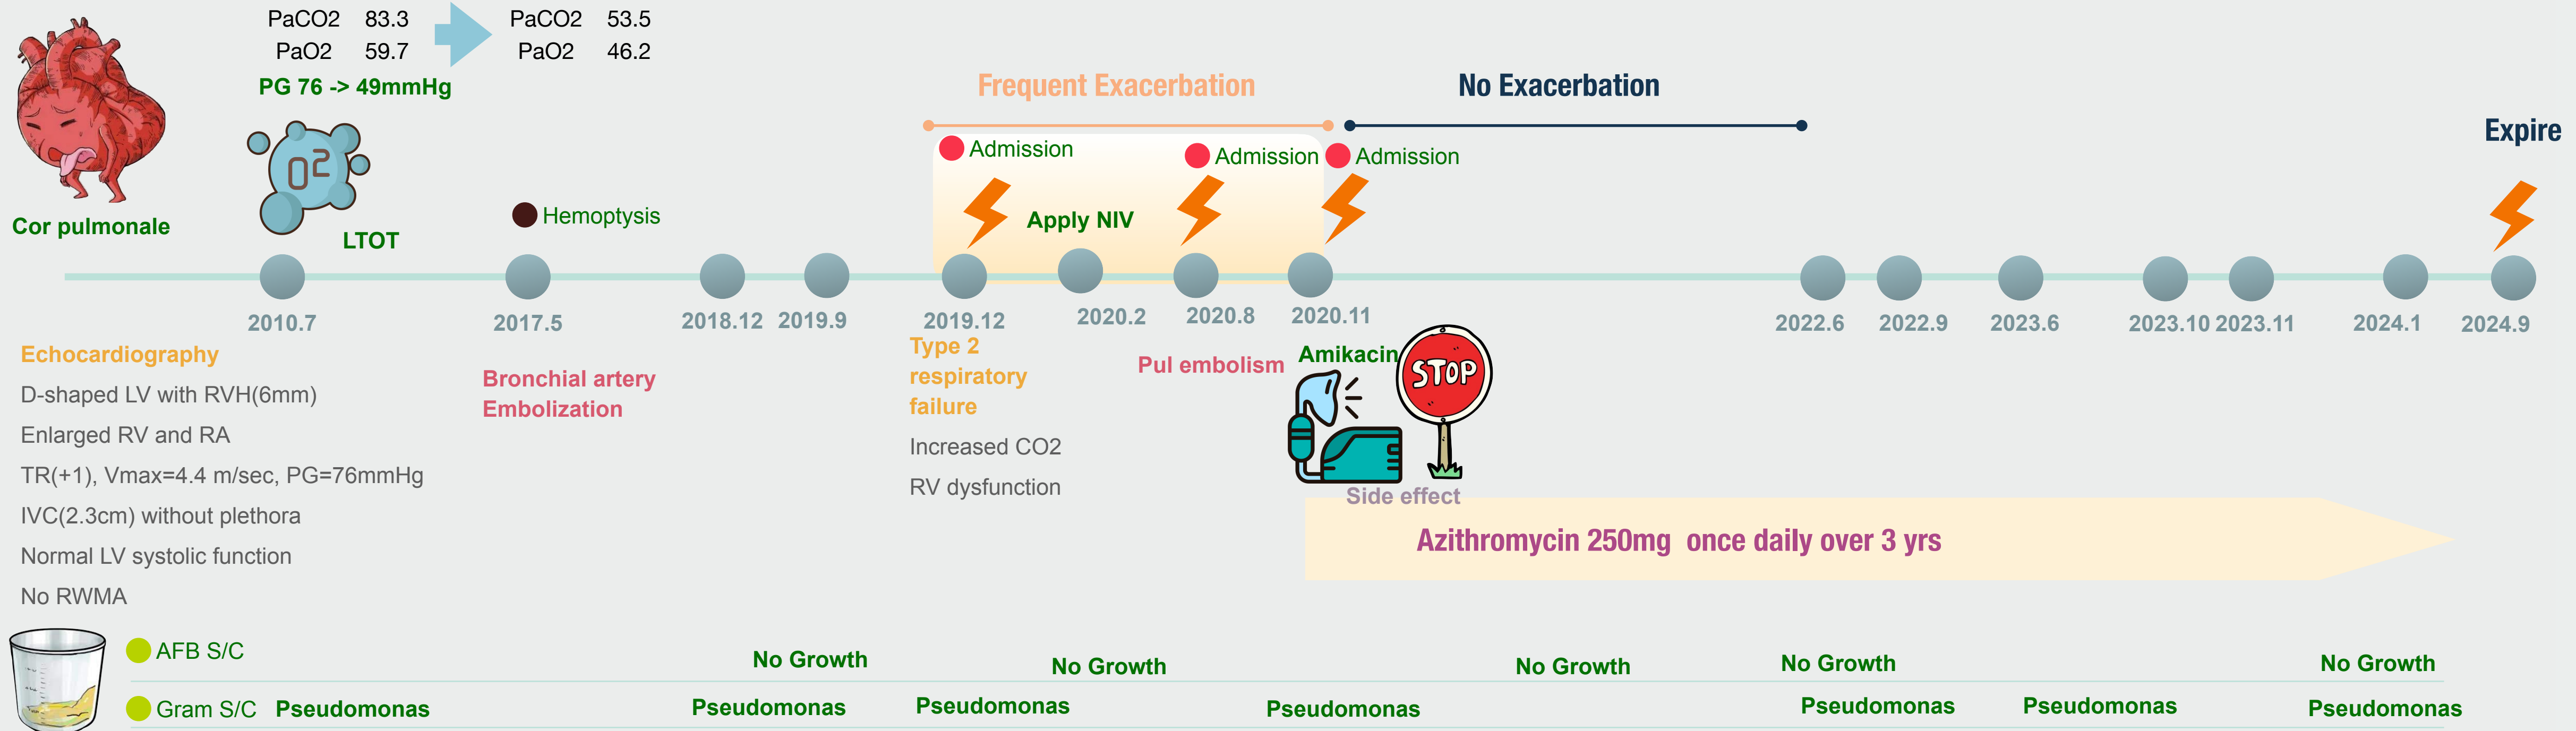 PaCO2 83.3
PaO2 59.7
PG 76 -> 49mmHg
PaCO2 53.5
PaO2 46.2
Frequent Exacerbation
No Exacerbation
Expire
Admission
Admission
Admission
O2
Hemoptysis
Apply NIV
Cor pulmonale
LTOT
2010.7
2017.5
2018.12
2019.9
2019.12
2020.2
2020.8
2020.11
2022.6
2022.9
2023.6
2023.10
2023.11
2024.1
2024.9
Echocardiography
D-shaped LV with RVH(6mm)
Enlarged RV and RA
TR(+1), Vmax=4.4 m/sec, PG=76mmHg
IVC(2.3cm) without plethora
Normal LV systolic function
No RWMA
Bronchial artery
Embolization
Type 2
respiratory
failure
Increased CO2
RV dysfunction
Pul embolism
Amikacin
STOP
Side effect
Azithromycin 250mg once daily over 3 yrs
AFB S/C
No Growth
No Growth
No Growth
No Growth
No Growth
Gram S/C
Pseudomonas
Pseudomonas
Pseudomonas
Pseudomonas
Pseudomonas
Pseudomonas
Pseudomonas